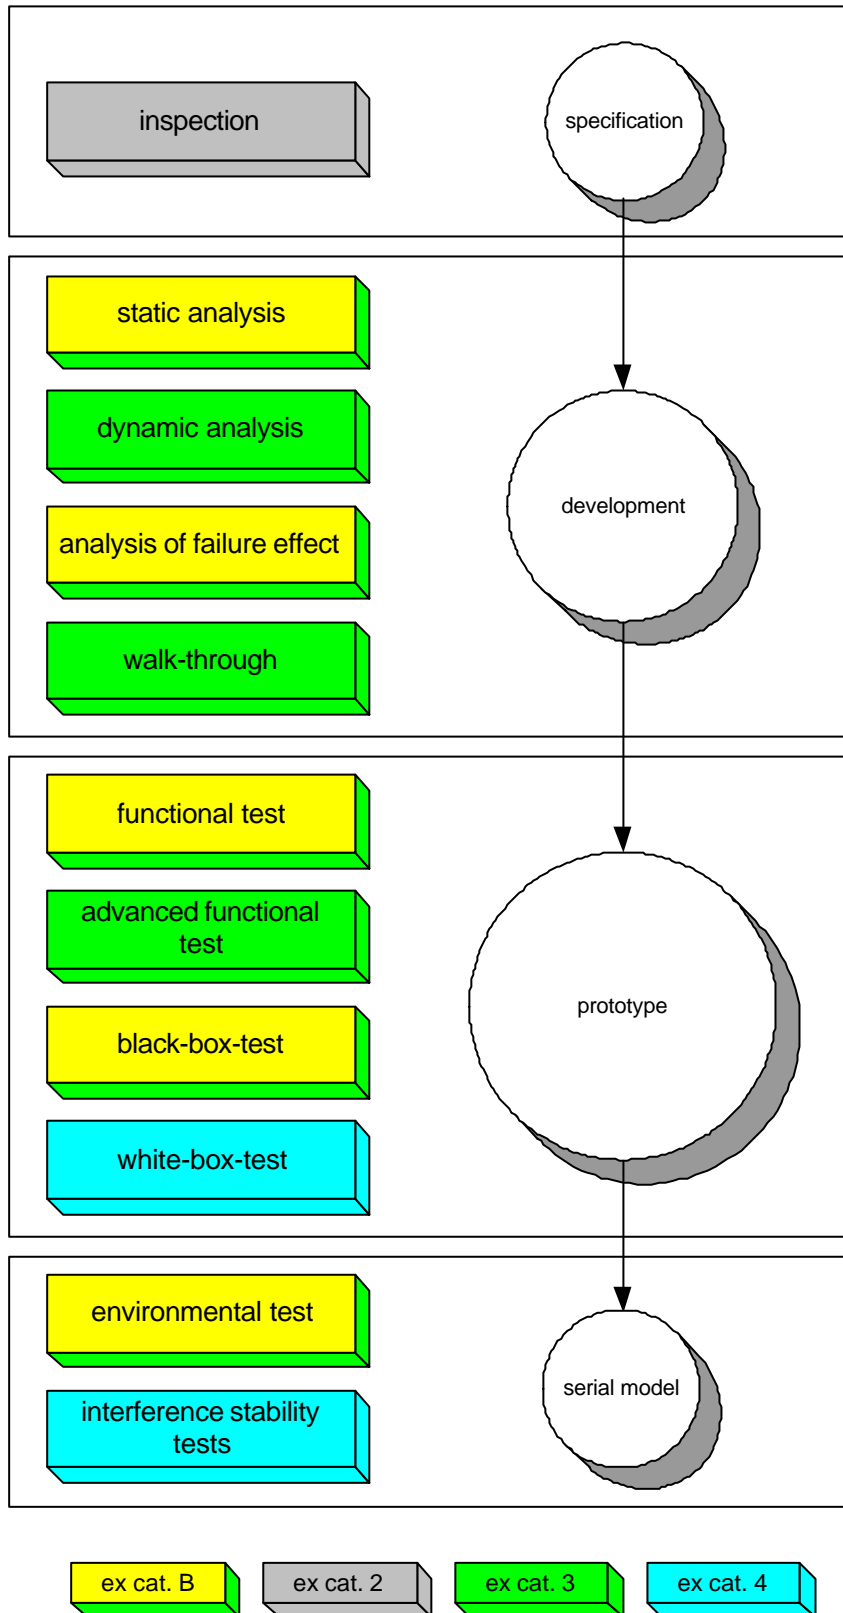 inspection
specification
static analysis
dynamic analysis
development
analysis of failure effect
walk-through
functional test
advanced functional
test
prototype
black-box-test
white-box-test
environmental test
serial model
interference stability
tests
ex cat. B
ex cat. 2
ex cat. 3
ex cat. 4